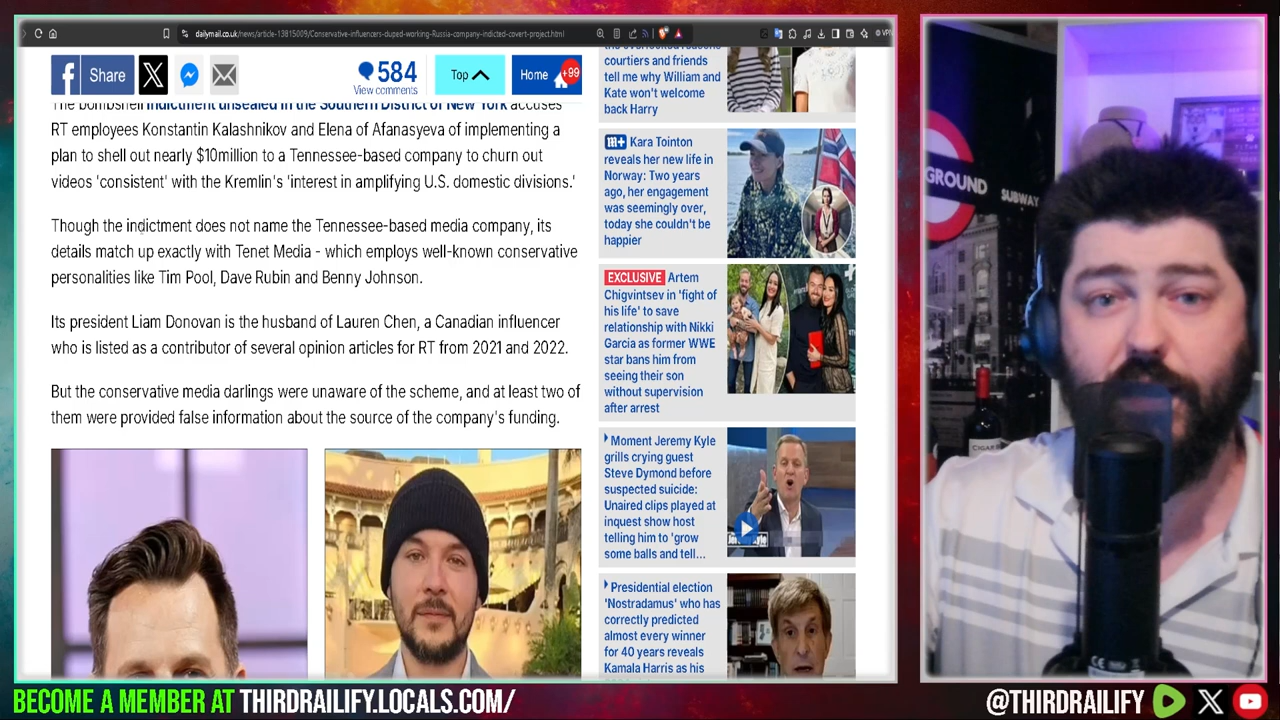 dailymail.co.uk/news/article-13815009/Conservative-influencers-duped-working-Russia-company-indicted-covert-project.html
VPN
Share
584
View comments
Top
Home
+99
The bombshell indictment unsealed in the Southern District of New York accuses
RT employees Konstantin Kalashnikov and Elena of Afanasyeva of implementing a
plan to shell out nearly $10million to a Tennessee-based company to churn out
videos 'consistent' with the Kremlin's 'interest in amplifying U.S. domestic divisions.'
Though the indictment does not name the Tennessee-based media company, its
details match up exactly with Tenet Media - which employs well-known conservative
personalities like Tim Pool, Dave Rubin and Benny Johnson.
Its president Liam Donovan is the husband of Lauren Chen, a Canadian influencer
who is listed as a contributor of several opinion articles for RT from 2021 and 2022.
But the conservative media darlings were unaware of the scheme, and at least two of
them were provided false information about the source of the company's funding.
the overlooked reasons
courtiers and friends
tell me why William and
Kate won't welcome
back Harry
m+ Kara Tointon
reveals her new life in
Norway: Two years
ago, her engagement
was seemingly over,
today she couldn't be
happier
EXCLUSIVE Artem
Chigvintsev in 'fight of
his life' to save
relationship with Nikki
Garcia as former WWE
star bans him from
seeing their son
without supervision
after arrest
Moment Jeremy Kyle
grills crying guest
Steve Dymond before
suspected suicide:
Unaired clips played at
inquest show host
telling him to 'grow
some balls and tell...
Presidential election
'Nostradamus' who has
correctly predicted
almost every winner
for 40 years reveals
Kamala Harris as his
GROUND
SUBWAY
CIGAR
BECOME A MEMBER AT THIRDRAILIFY.LOCALS.COM/
@THIRDRAILIFY